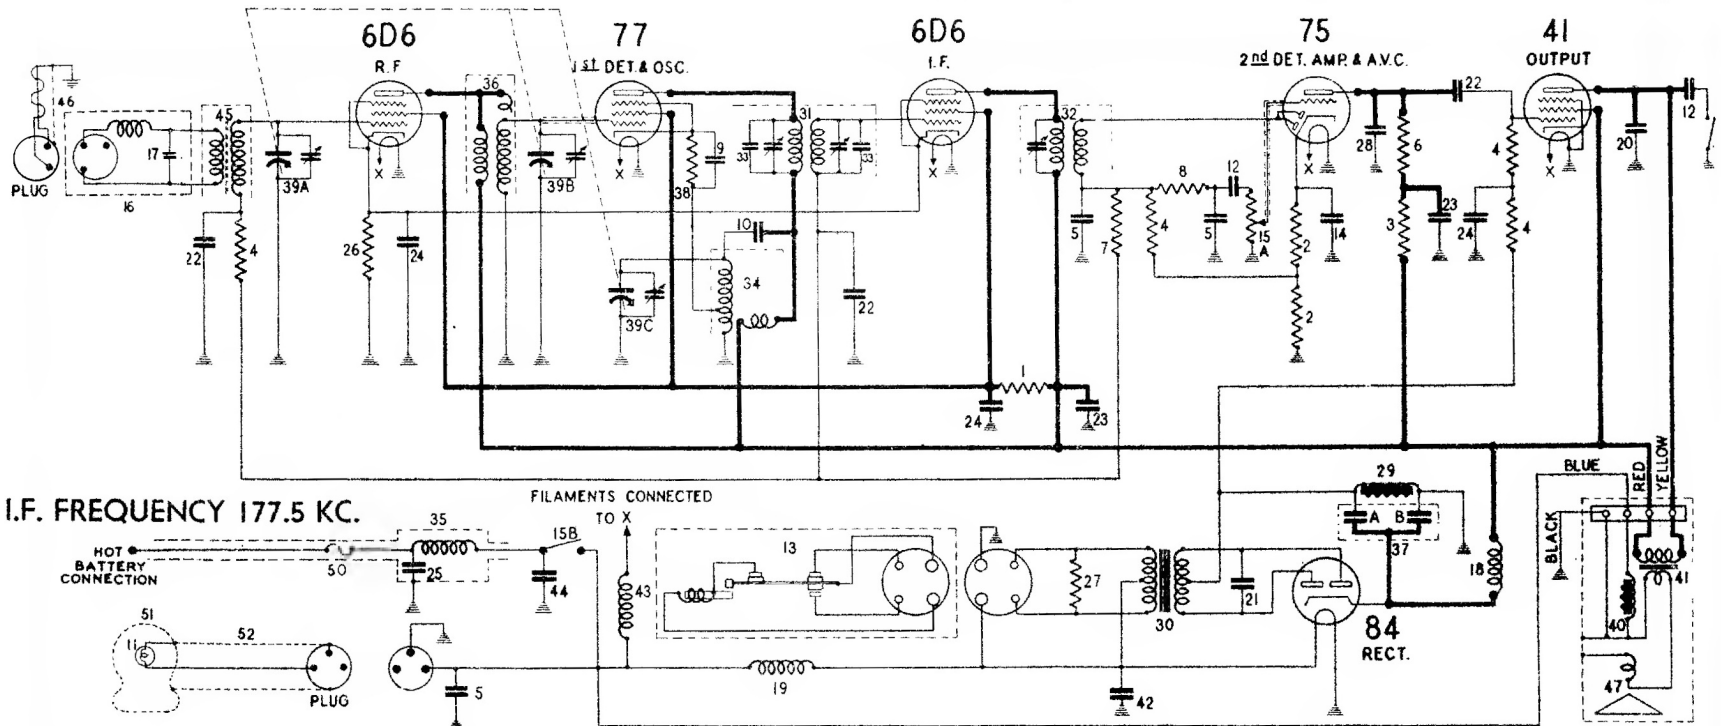 6D6
R.F
77
1st DET. & OSC.
6D6
I.F.
75
2nd DET. AMP. & A.V.C.
41
OUTPUT
46
PLUG
17
16
45
22
4
39A
26
24
36
39B
39C
9
38
10
34
33
31
33
22
32
5
7
4
8
12
5
15
A
2
14
2
28
6
3
23
22
4
24
4
20
12
1
24
23
I.F. FREQUENCY 177.5 KC.
FILAMENTS CONNECTED
TO X
X
X
X
X
X
HOT
BATTERY
CONNECTION
50
35
25
15B
44
43
13
27
30
21
29
A
B
37
18
84
RECT.
BLACK
BLUE
RED
YELLOW
40
41
47
51
11
52
PLUG
5
19
42